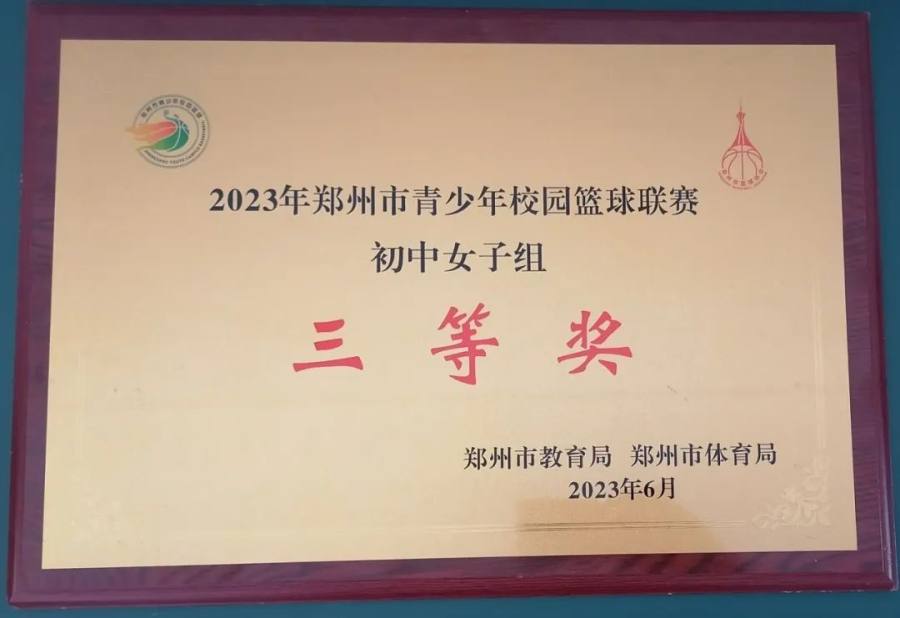 2023年郑州市青少年校园篮球联赛
初中女子组
三等奖
郑州市教育局 郑州市体育局
2023年6月